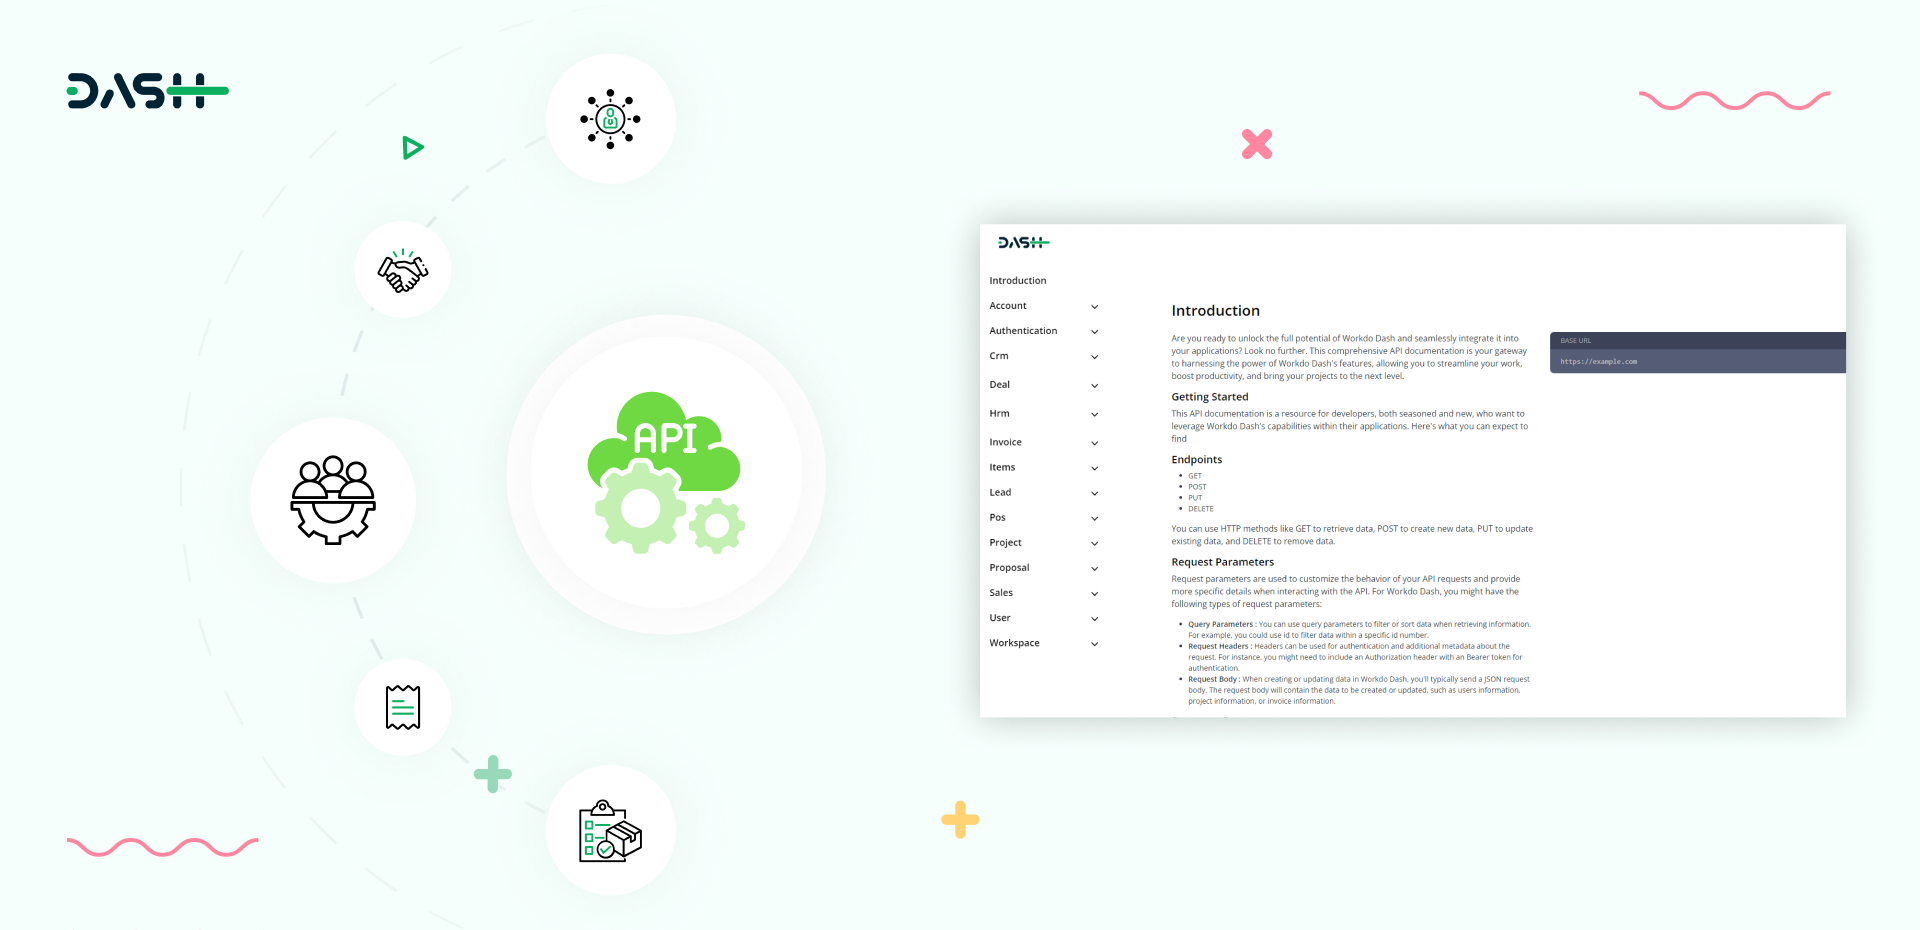 DASH
API
DASH
Introduction
Account
Authentication
Crm
Deal
Hrm
Invoice
Items
Lead
Pos
Project
Proposal
Sales
User
Workspace
Introduction
Are you ready to unlock the full potential of Workdo Dash and seamlessly integrate it into
your applications? Look no further. This comprehensive API documentation is your gateway
to harnessing the power of Workdo Dash's features, allowing you to streamline your work,
boost productivity, and bring your projects to the next level.
Getting Started
This API documentation is a resource for developers, both seasoned and new, who want to
leverage Workdo Dash's capabilities within their applications. Here's what you can expect to
find
Endpoints
• GET
• POST
• PUT
• DELETE
You can use HTTP methods like GET to retrieve data, POST to create new data, PUT to update
existing data, and DELETE to remove data.
Request Parameters
Request parameters are used to customize the behavior of your API requests and provide
more specific details when interacting with the API. For Workdo Dash, you might have the
following types of request parameters:
• Query Parameters : You can use query parameters to filter or sort data when retrieving information.
For example, you could use id to filter data within a specific id number.
• Request Headers : Headers can be used for authentication and additional metadata about the
request. For instance, you might need to include an Authorization header with an Bearer token for
authentication.
• Request Body : When creating or updating data in Workdo Dash, you'll typically send a JSON request
body. The request body will contain the data to be created or updated, such as users information,
project information, or invoice information.
BASE URL
https://example.com